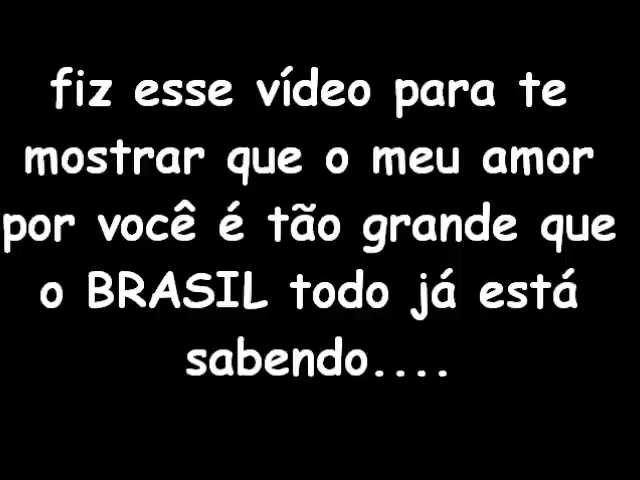 fiz esse vídeo para te
mostrar que o meu amor
por você é tão grande que
o BRASIL todo já está
sabendo....